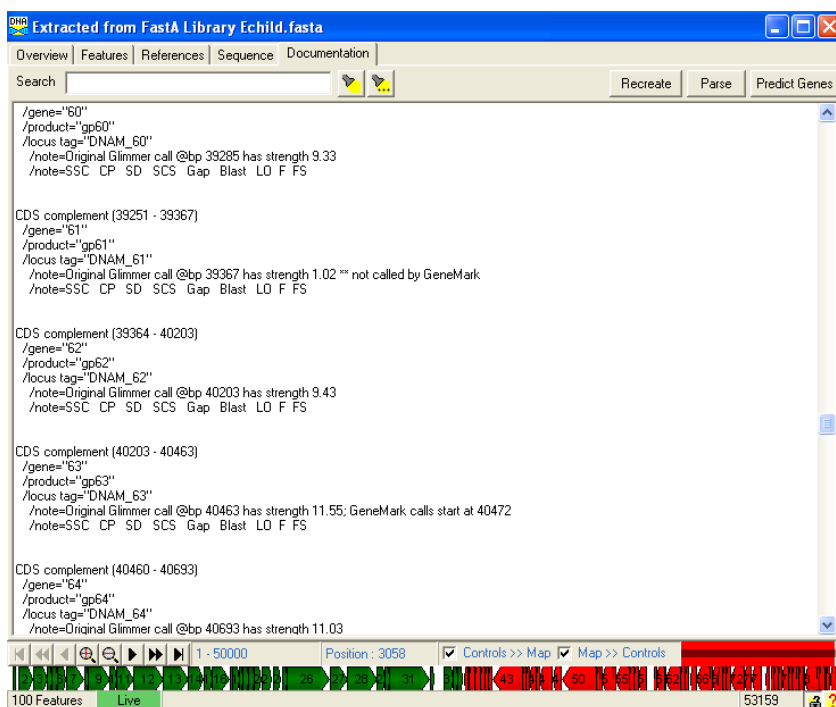 DNA Extracted from FastA Library Echild.fasta
Overview Features References Sequence Documentation
Search Recreate Parse Predict Genes
/gene="60"
/product="gp60"
/locus tag="DNAM_60"
/note=Original Glimmer call @bp 39285 has strength 9.33
/note=SSC CP SD SCS Gap Blast LO F FS
CDS complement (39251 - 39367)
/gene="61"
/product="gp61"
/locus tag="DNAM_61"
/note=Original Glimmer call @bp 39367 has strength 1.02 ** not called by GeneMark
/note=SSC CP SD SCS Gap Blast LO F FS
CDS complement (39364 - 40203)
/gene="62"
/product="gp62"
/locus tag="DNAM_62"
/note=Original Glimmer call @bp 40203 has strength 9.43
/note=SSC CP SD SCS Gap Blast LO F FS
CDS complement (40203 - 40463)
/gene="63"
/product="gp63"
/locus tag="DNAM_63"
/note=Original Glimmer call @bp 40463 has strength 11.55; GeneMark calls start at 40472
/note=SSC CP SD SCS Gap Blast LO F FS
CDS complement (40460 - 40693)
/gene="64"
/product="gp64"
/locus tag="DNAM_64"
/note=Original Glimmer call @bp 40693 has strength 11.03
1 - 50000 Position : 3058 Controls >> Map Map >> Controls
9 12 13 16 26 27 28 31 43 50 55
100 Features Live 53159